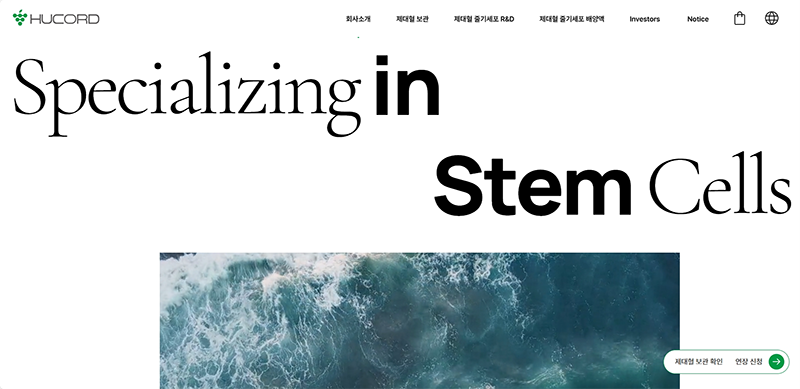 HUCORD
회사소개 제대혈 보관 제대혈 줄기세포 R&D 제대혈 줄기세포 배양액 Investors Notice
Specializing in
Stem Cells
제대혈 보관 확인 연장 신청